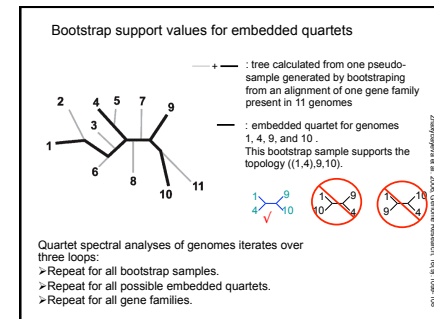 Bootstrap support values for embedded quartets
— + — : tree calculated from one pseudo-
sample generated by bootstraping
from an alignment of one gene family
present in 11 genomes
— : embedded quartet for genomes
1, 4, 9, and 10 .
This bootstrap sample supports the
topology ((1,4),9,10).
2
4
5
7
9
3
1
6
8
10
11
1 9
4 10
√
1 4
10 9
1 10
9 4
Quartet spectral analyses of genomes iterates over
three loops:
➢Repeat for all bootstrap samples.
➢Repeat for all possible embedded quartets.
➢Repeat for all gene families.